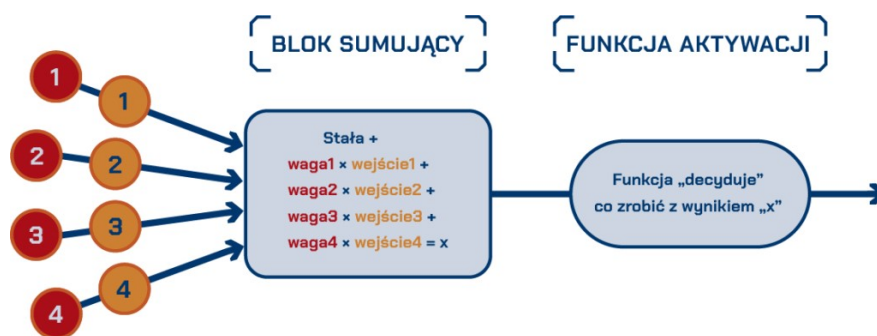 BLOK SUMUJĄCY
FUNKCJA AKTYWACJI
1
1
2
2
3
3
4
4
Stała +
waga1 × wejście1 +
waga2 × wejście2 +
waga3 × wejście3 +
waga4 × wejście4 = x
Funkcja „decyduje”
co zrobić z wynikiem „x”